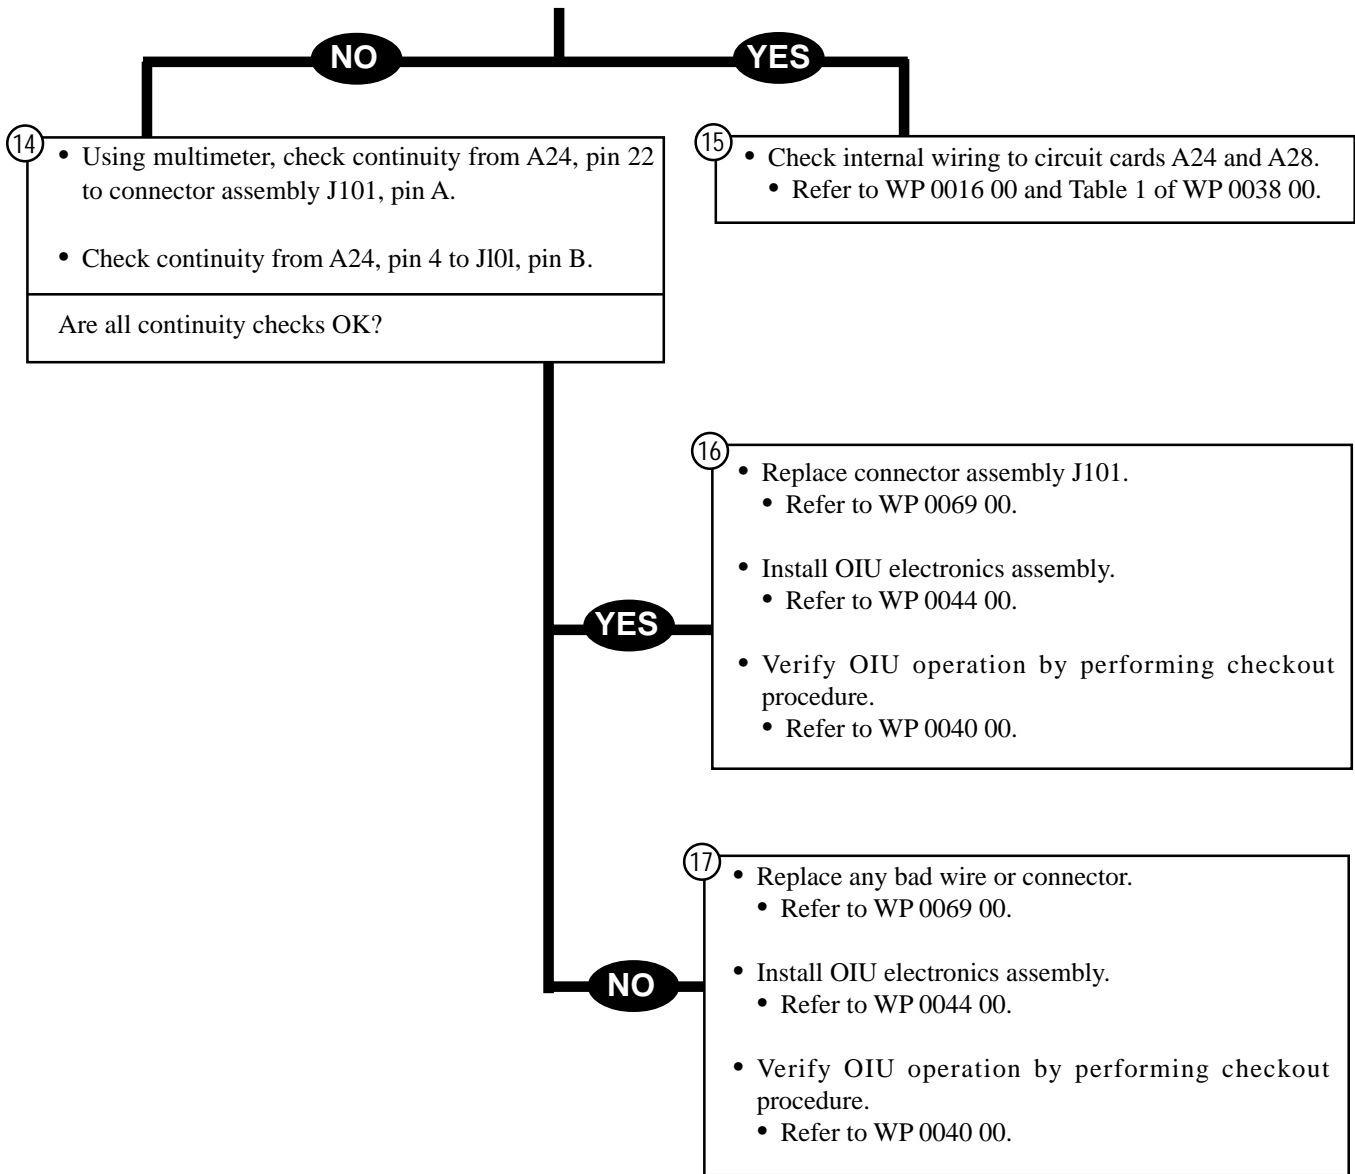 NO
YES
14
• Using multimeter, check continuity from A24, pin 22
to connector assembly J101, pin A.
• Check continuity from A24, pin 4 to Jl0l, pin B.
Are all continuity checks OK?
15
• Check internal wiring to circuit cards A24 and A28.
• Refer to WP 0016 00 and Table 1 of WP 0038 00.
16
• Replace connector assembly J101.
• Refer to WP 0069 00.
• Install OIU electronics assembly.
• Refer to WP 0044 00.
• Verify OIU operation by performing checkout
procedure.
• Refer to WP 0040 00.
YES
17
• Replace any bad wire or connector.
• Refer to WP 0069 00.
• Install OIU electronics assembly.
• Refer to WP 0044 00.
• Verify OIU operation by performing checkout
procedure.
• Refer to WP 0040 00.
NO